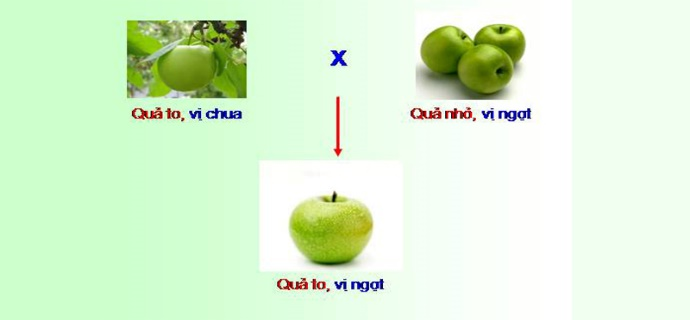 X
Quả to, vị chua
Quả nhỏ, vị ngọt
Quả to, vị ngọt